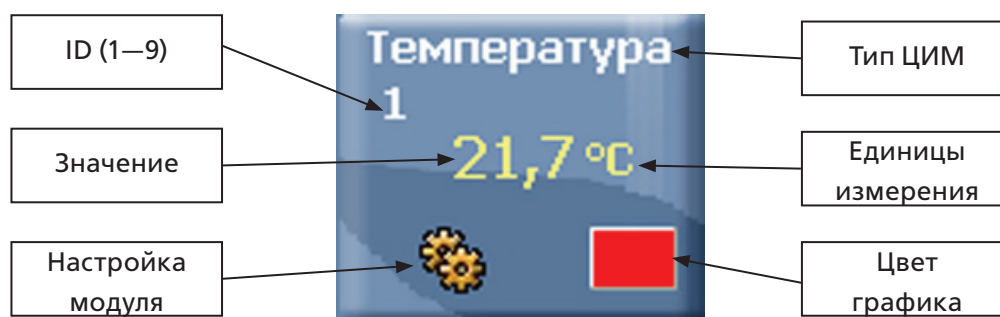 ID (1—9)
Значение
Настройка
модуля
Температура
1
21,7 °C
Тип ЦИМ
Единицы
измерения
Цвет
графика